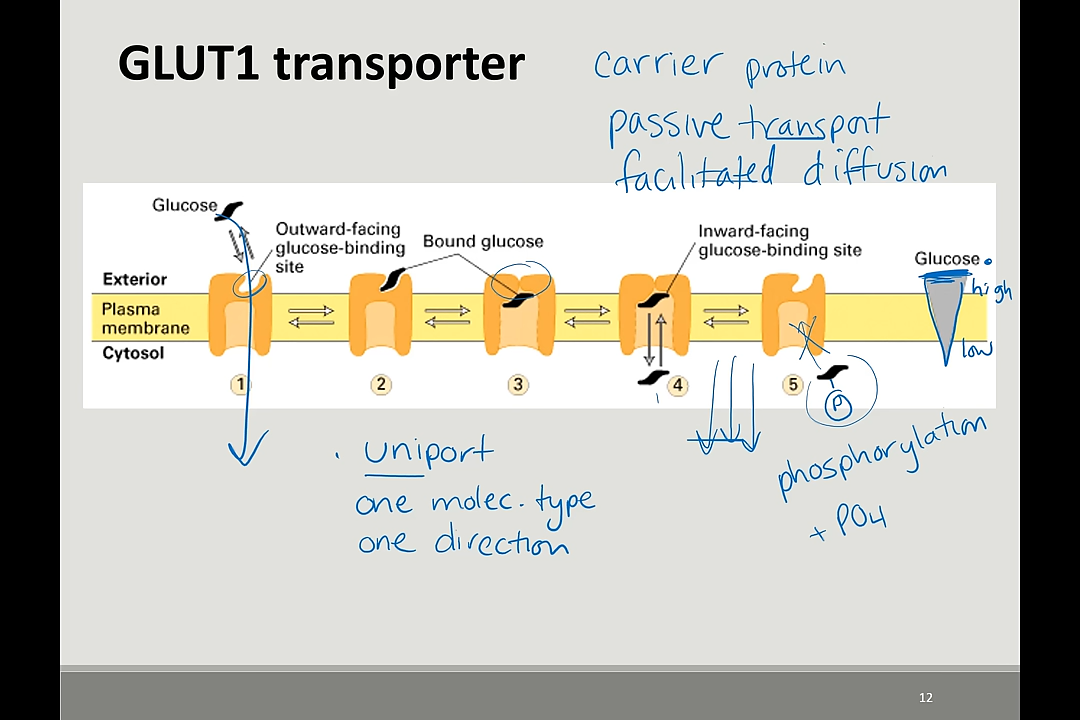 GLUT1 transporter
carrier protein
passive transport
facilitated diffusion
Glucose
Outward-facing
glucose-binding
site
Bound glucose
Inward-facing
glucose-binding site
Glucose
high
low
Exterior
Plasma
membrane
Cytosol
1
2
3
4
5
P
uniport
one molec. type
one direction
phosphorylation
+ PO4
12